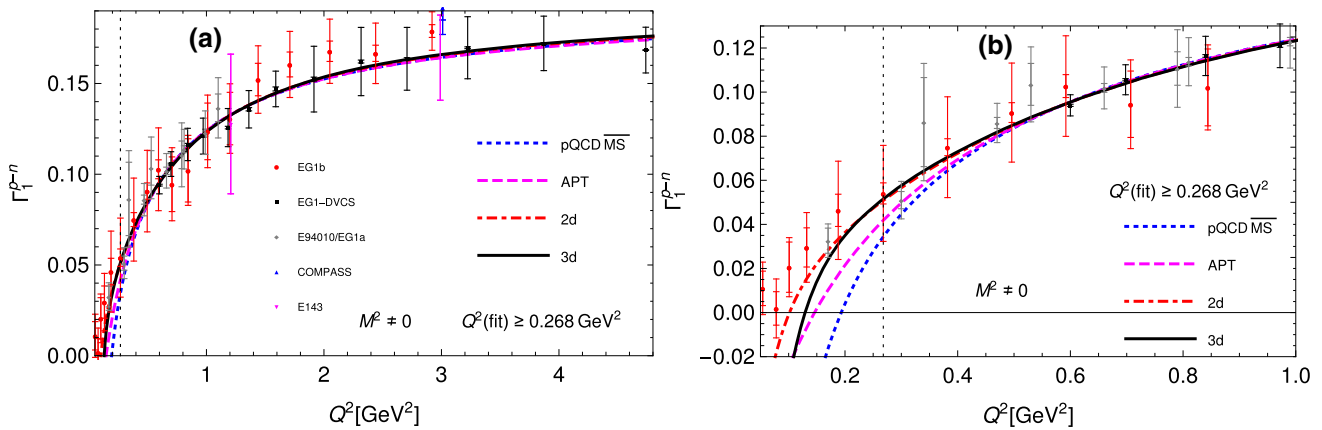 (a)
Γ₁ᵖ⁻ⁿ
0.15
0.10
0.05
0.00
EG1b
EG1–DVCS
E94010/EG1a
COMPASS
E143
pQCD MS̅
APT
2d
3d
M² ≠ 0
Q²(fit) ≥ 0.268 GeV²
1
2
3
4
Q²[GeV²]
(b)
Γ₁ᵖ⁻ⁿ
0.12
0.10
0.08
0.06
0.04
0.02
0.00
−0.02
Q²(fit) ≥ 0.268 GeV²
pQCD MS̅
APT
2d
3d
M² ≠ 0
0.2
0.4
0.6
0.8
1.0
Q²[GeV²]